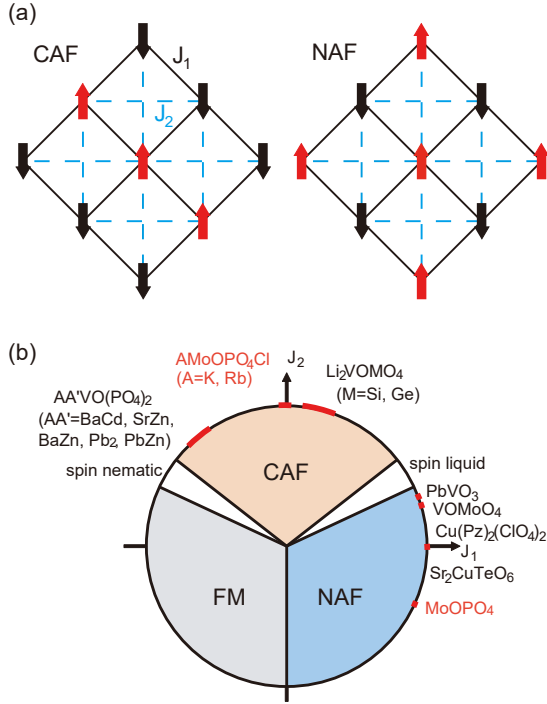 (a)
CAF
J₁
J₂
NAF
(b)
AMoOPO₄Cl
(A=K, Rb)
J₂
Li₂VOMO₄
(M=Si, Ge)
AA'VO(PO₄)₂
(AA'=BaCd, SrZn,
BaZn, Pb₂, PbZn)
spin nematic
CAF
spin liquid
PbVO₃
VOMoO₄
Cu(Pz)₂(ClO₄)₂
J₁
Sr₂CuTeO₆
FM
NAF
MoOPO₄